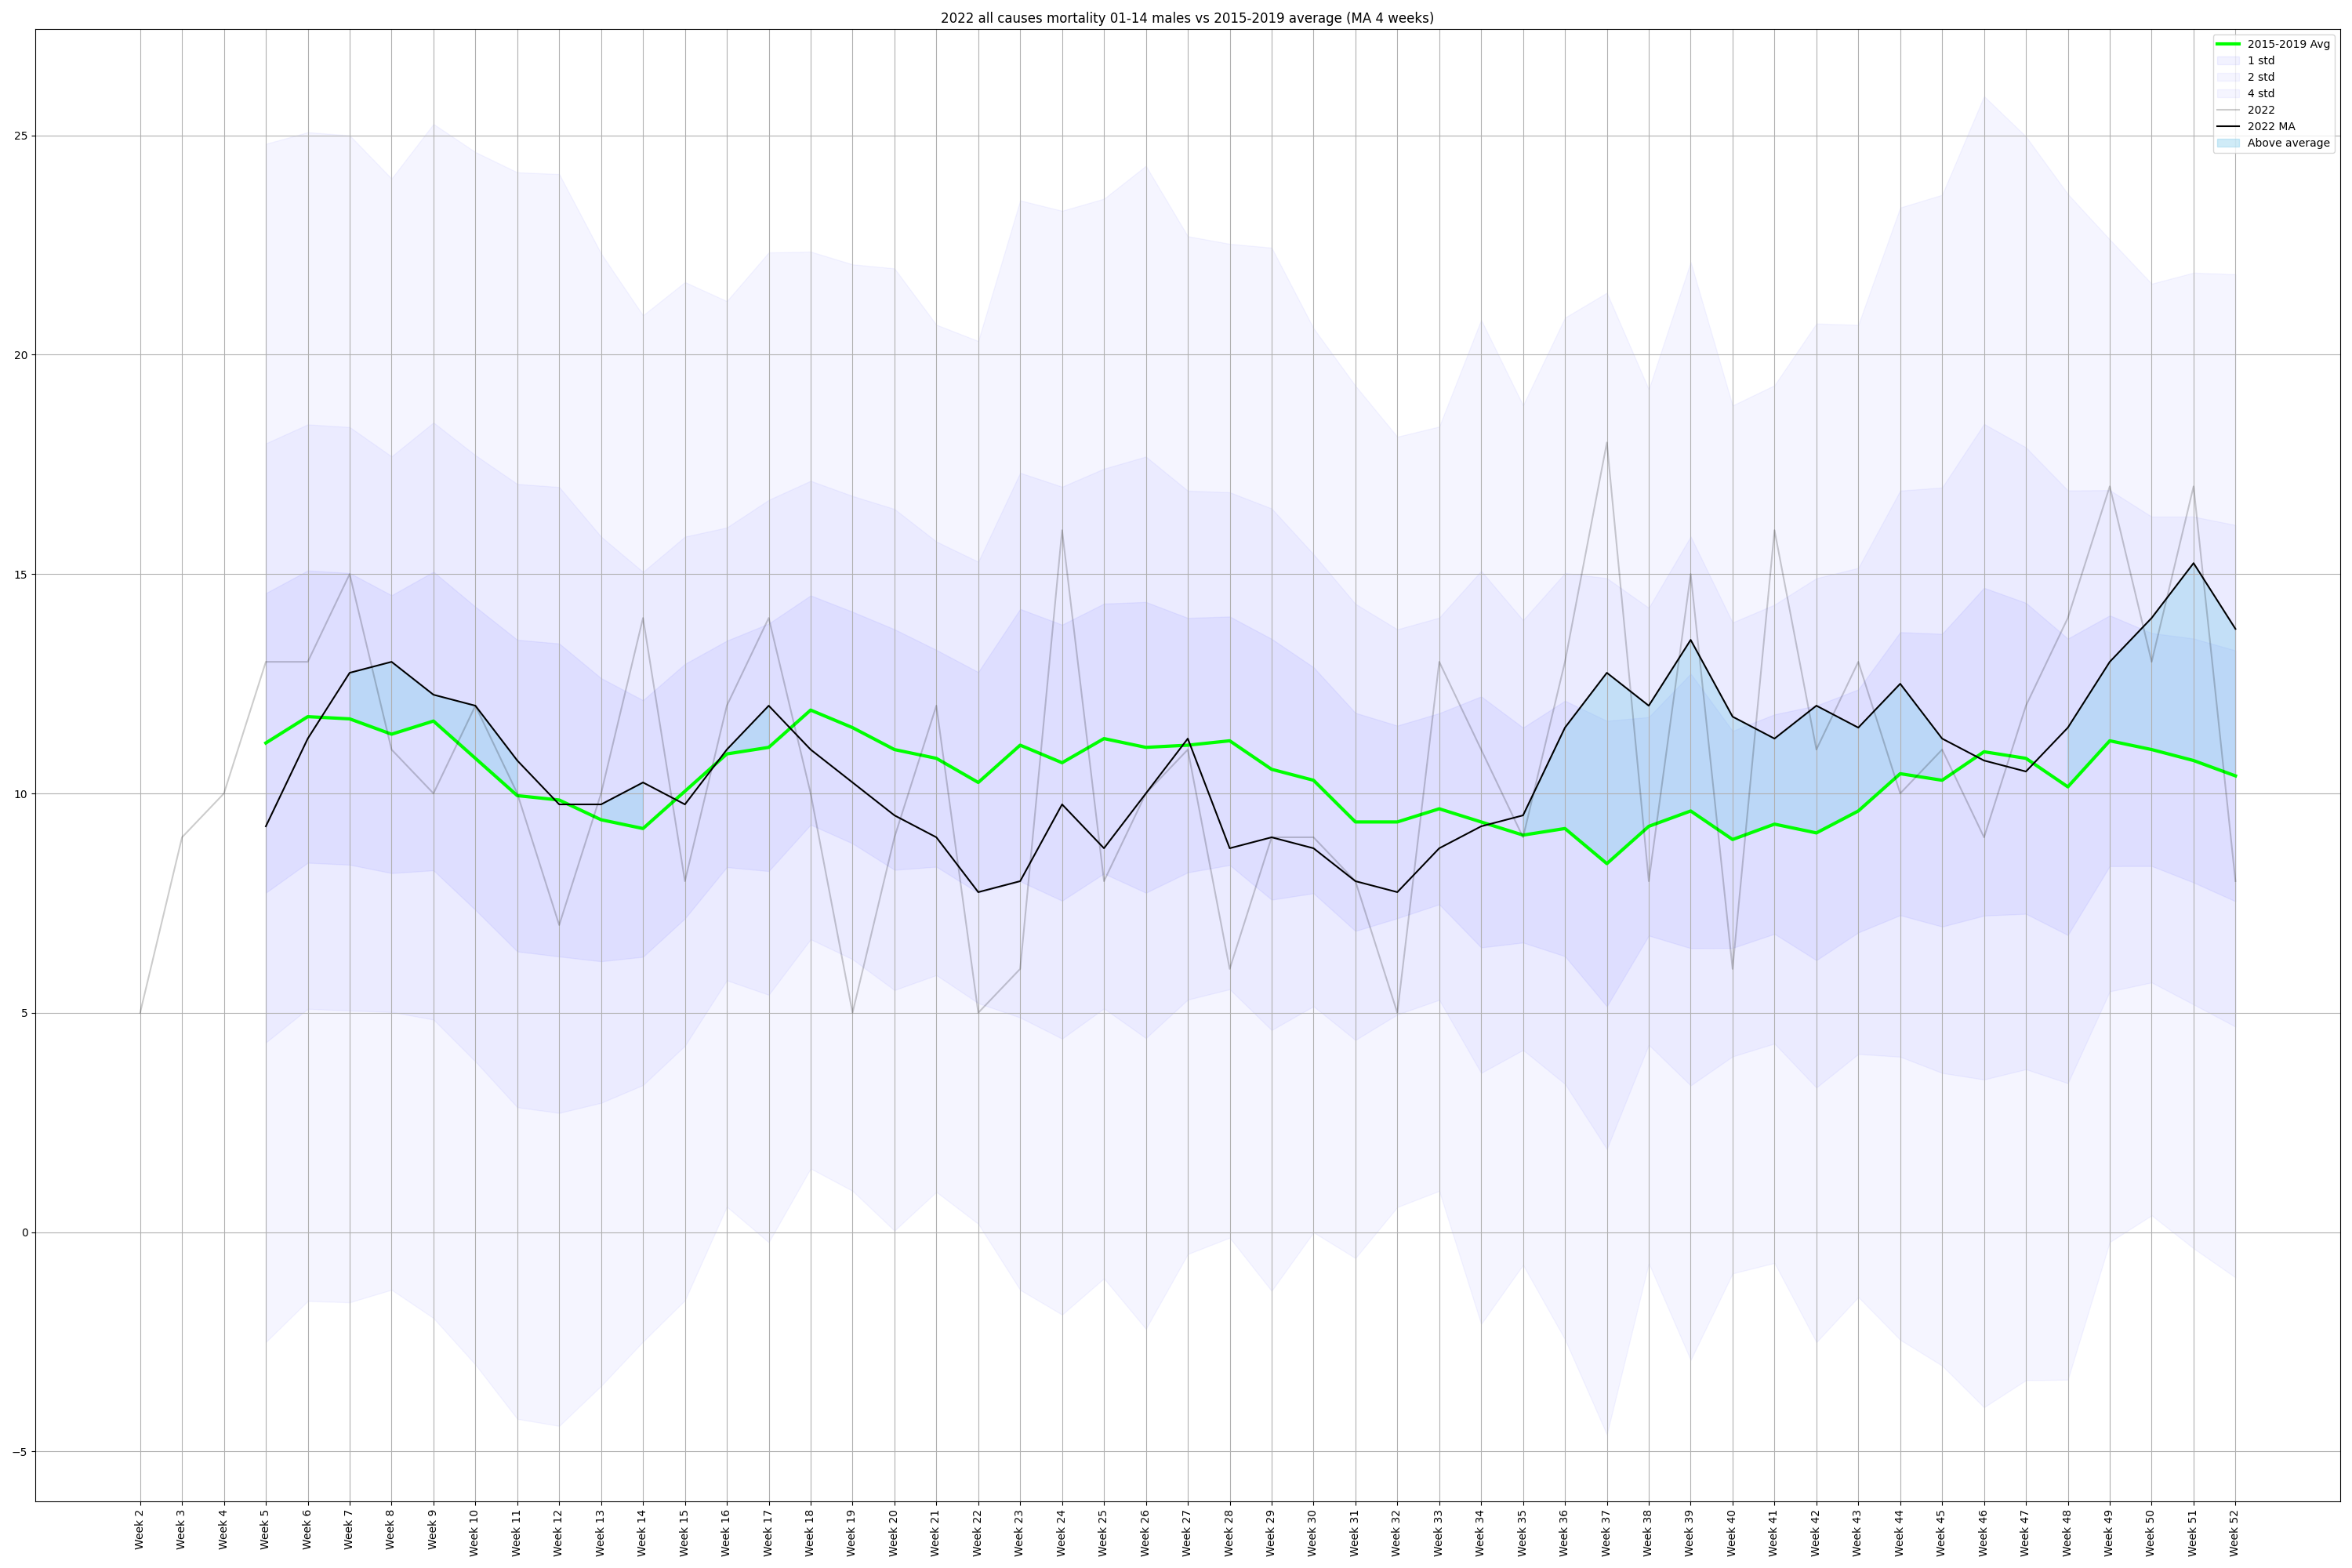 2022 all causes mortality 01-14 males vs 2015-2019 average (MA 4 weeks)
2015-2019 Avg
1 std
2 std
4 std
2022
2022 MA
Above average
25
20
15
10
5
0
−5
Week 2
Week 3
Week 4
Week 5
Week 6
Week 7
Week 8
Week 9
Week 10
Week 11
Week 12
Week 13
Week 14
Week 15
Week 16
Week 17
Week 18
Week 19
Week 20
Week 21
Week 22
Week 23
Week 24
Week 25
Week 26
Week 27
Week 28
Week 29
Week 30
Week 31
Week 32
Week 33
Week 34
Week 35
Week 36
Week 37
Week 38
Week 39
Week 40
Week 41
Week 42
Week 43
Week 44
Week 45
Week 46
Week 47
Week 48
Week 49
Week 50
Week 51
Week 52